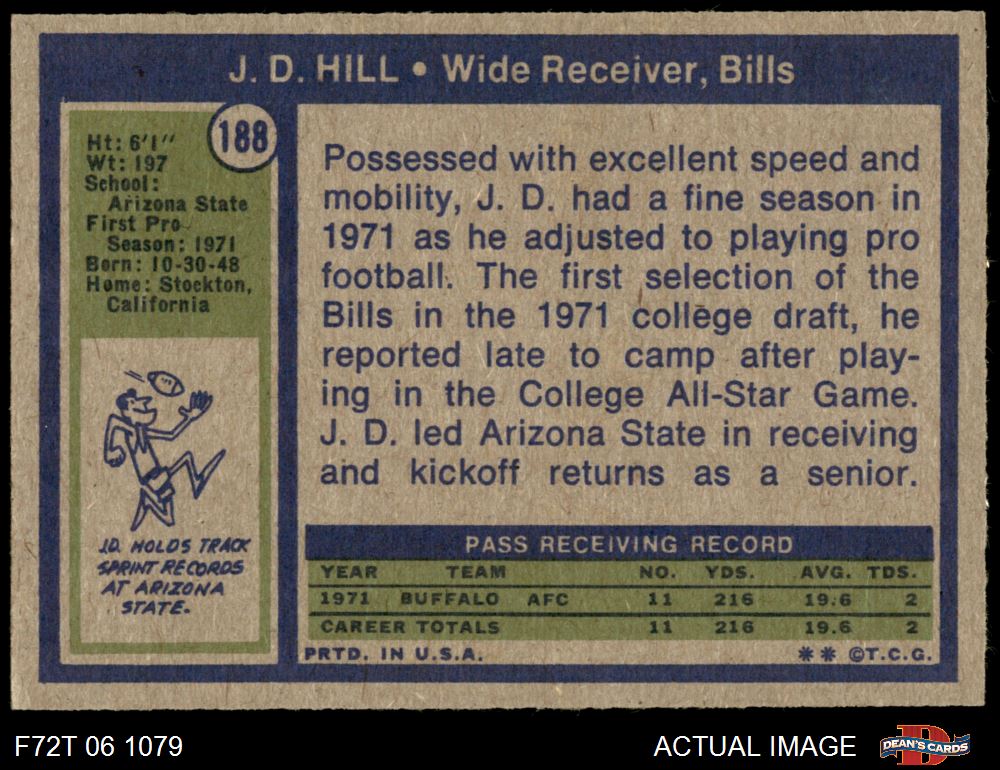 J. D. HILL • Wide Receiver, Bills
188
Ht: 6'1"
Wt: 197
School:
Arizona State
First Pro
Season: 1971
Born: 10-30-48
Home: Stockton,
California
J.D. HOLDS TRACK
SPRINT RECORDS
AT ARIZONA
STATE.
Possessed with excellent speed and
mobility, J. D. had a fine season in
1971 as he adjusted to playing pro
football. The first selection of the
Bills in the 1971 college draft, he
reported late to camp after play-
ing in the College All-Star Game.
J. D. led Arizona State in receiving
and kickoff returns as a senior.
PASS RECEIVING RECORD
YEAR TEAM NO. YDS. AVG. TDS.
1971 BUFFALO AFC 11 216 19.6 2
CAREER TOTALS 11 216 19.6 2
PRTD. IN U.S.A. ** ©T.C.G.
F72T 06 1079
ACTUAL IMAGE
D
DEAN'S CARDS